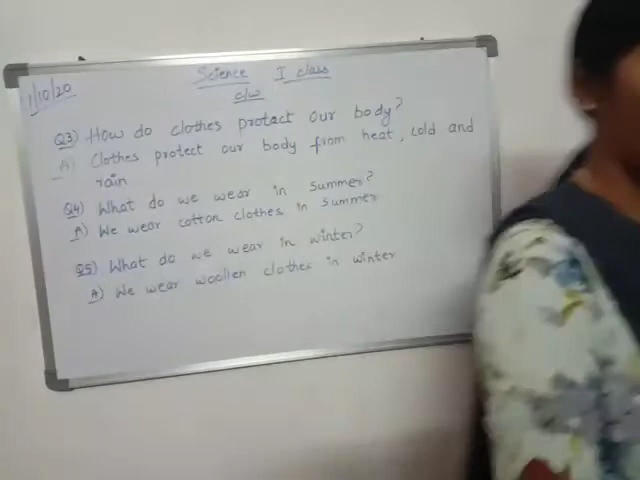 1/10/20
Science I class
c/w
Q3) How do clothes protect our body?
A) Clothes protect our body from heat, cold and
rain
Q4) What do we wear in summer?
A) We wear cotton clothes in summer
Q5) What do we wear in winter?
A) We wear woollen clothes in winter